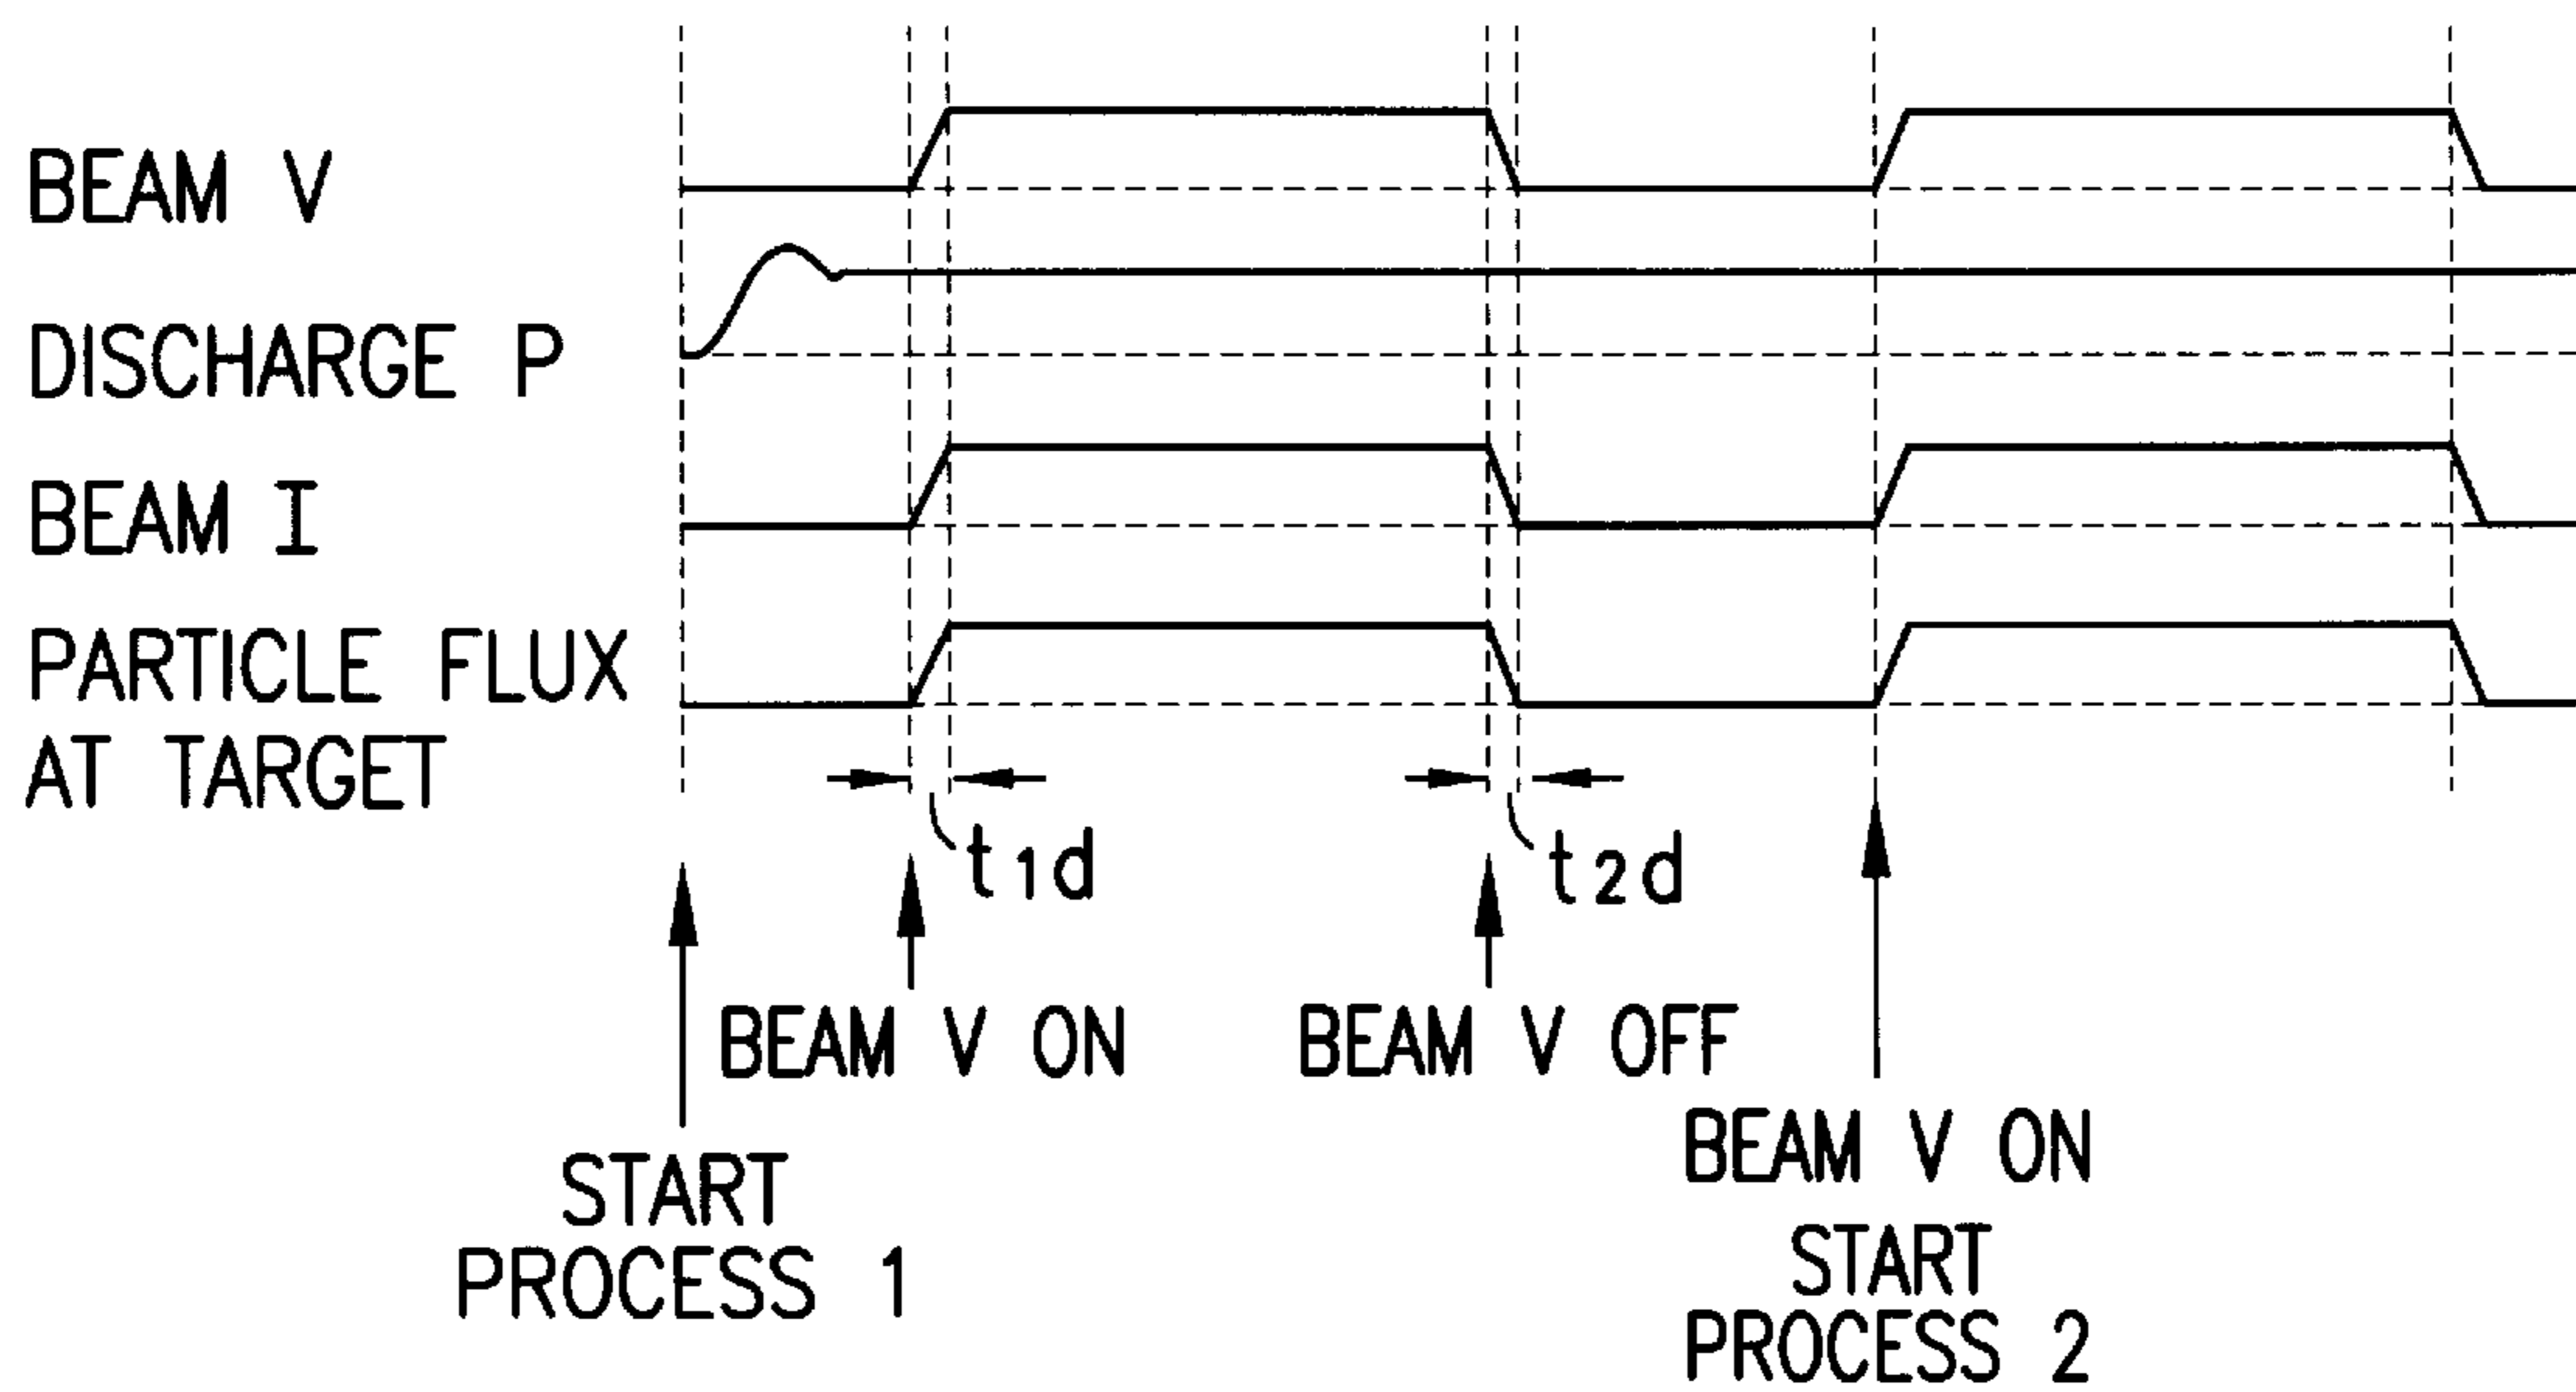 BEAM V
DISCHARGE P
BEAM I
PARTICLE FLUX
AT TARGET
t1d
t2d
BEAM V ON
BEAM V OFF
START
PROCESS 1
BEAM V ON
START
PROCESS 2